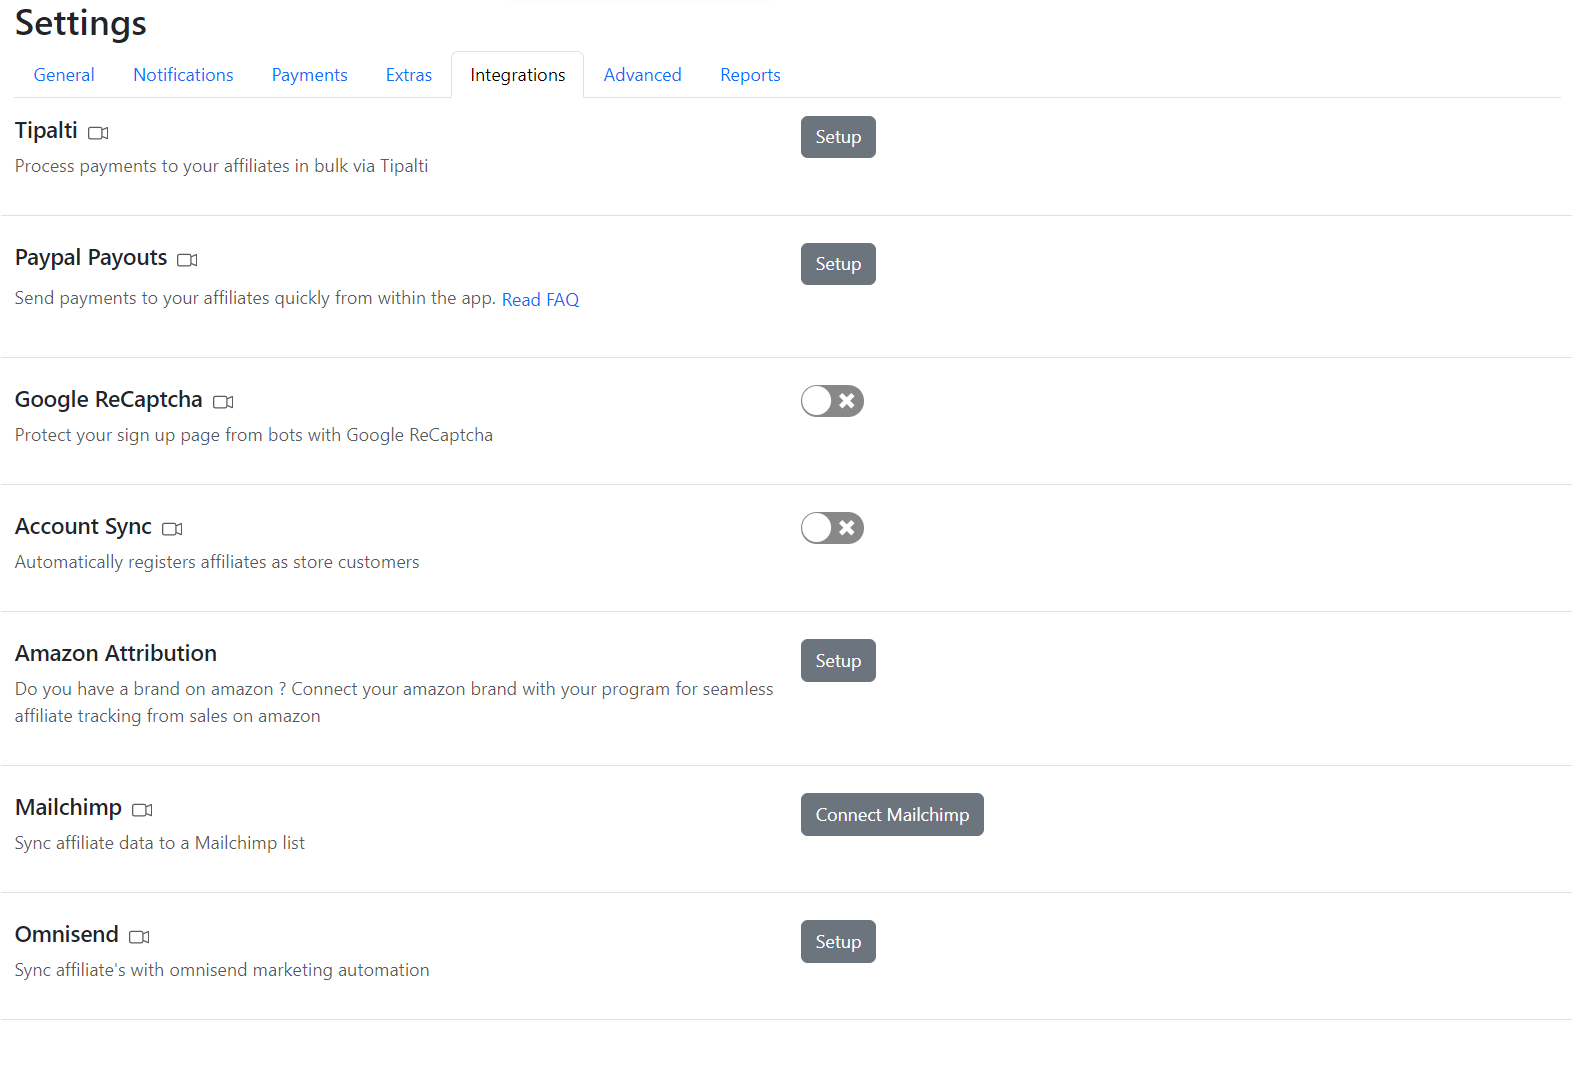 Settings
General Notifications Payments Extras Integrations Advanced Reports
Tipalti
Setup
Process payments to your affiliates in bulk via Tipalti
Paypal Payouts
Setup
Send payments to your affiliates quickly from within the app. Read FAQ
Google ReCaptcha
Protect your sign up page from bots with Google ReCaptcha
Account Sync
Automatically registers affiliates as store customers
Amazon Attribution
Setup
Do you have a brand on amazon ? Connect your amazon brand with your program for seamless
affiliate tracking from sales on amazon
Mailchimp
Connect Mailchimp
Sync affiliate data to a Mailchimp list
Omnisend
Setup
Sync affiliate's with omnisend marketing automation